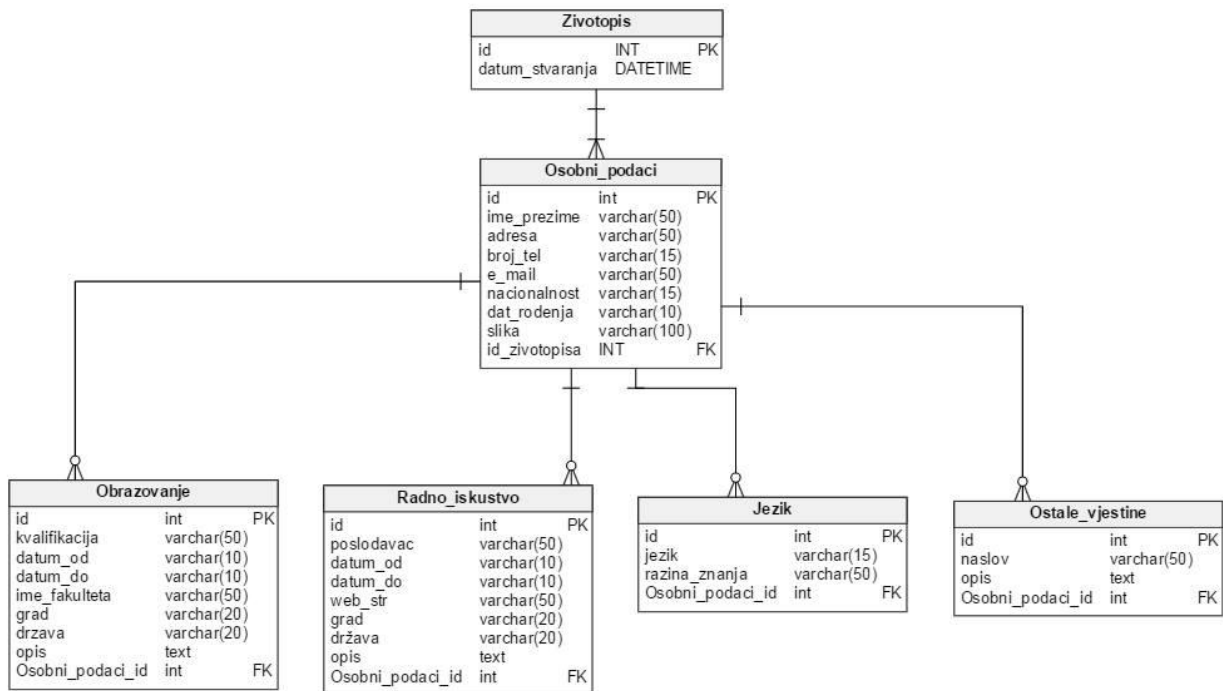 Zivotopis
id INT PK
datum_stvaranja DATETIME
Osobni_podaci
id int PK
ime_prezime varchar(50)
adresa varchar(50)
broj_tel varchar(15)
e_mail varchar(50)
nacionalnost varchar(15)
dat_rodenja varchar(10)
slika varchar(100)
id_zivotopisa INT FK
Obrazovanje
id int PK
kvalifikacija varchar(50)
datum_od varchar(10)
datum_do varchar(10)
ime_fakulteta varchar(50)
grad varchar(20)
drzava varchar(20)
opis text
Osobni_podaci_id int FK
Radno_iskustvo
id int PK
poslodavac varchar(50)
datum_od varchar(10)
datum_do varchar(10)
web_str varchar(50)
grad varchar(20)
država varchar(20)
opis text
Osobni_podaci_id int FK
Jezik
id int PK
jezik varchar(15)
razina_znanja varchar(50)
Osobni_podaci_id int FK
Ostale_vjestine
id int PK
naslov varchar(50)
opis text
Osobni_podaci_id int FK